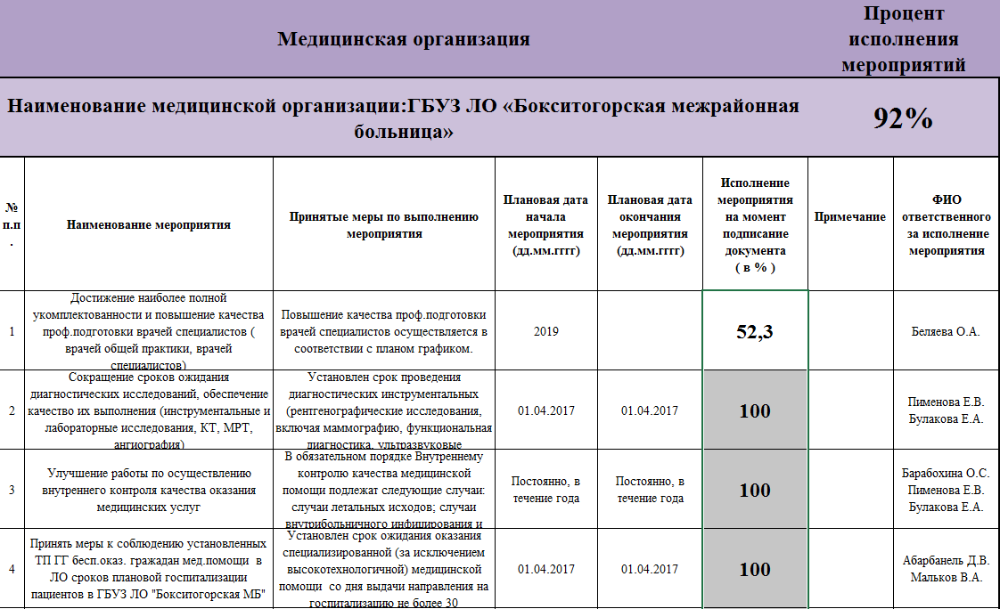 Медицинская организация
Процент
исполнения
мероприятий
Наименование медицинской организации:ГБУЗ ЛО «Бокситогорская межрайонная
больница»
92%
№
п.п
.
Наименование мероприятия
Принятые меры по выполнению
мероприятия
Плановая дата
начала
мероприятия
(дд.мм.гггг)
Плановая дата
окончания
мероприятия
(дд.мм.гггг)
Исполнение
мероприятия
на момент
подписание
документа
( в % )
Примечание
ФИО
ответственного
за исполнение
мероприятия
1
Достижение наиболее полной
укомплектованности и повышение качества
проф.подготовки врачей специалистов (
врачей общей практики, врачей
специалистов)
Повышение качества проф.подготовки
врачей специалистов осуществляется в
соответствии с планом графиком.
2019
52,3
Беляева О.А.
2
Сокращение сроков ожидания
диагностических исследований, обеспечение
качество их выполнения (инструментальные и
лабораторные исследования, КТ, МРТ,
ангиография)
Установлен срок проведения
диагностических инструментальных
(рентгенографические исследования,
включая маммографию, функциональная
диагностика, ультразвуковые
01.04.2017
01.04.2017
100
Пименова Е.В.
Булакова Е.А.
3
Улучшение работы по осуществлению
внутреннего контроля качества оказания
медицинских услуг
В обязательном порядке Внутреннему
контролю качества медицинской
помощи подлежат следующие случаи:
случаи летальных исходов; случаи
внутрибольничного инфицирования и
Постоянно, в
течение года
Постоянно, в
течение года
100
Барабохина О.С.
Пименова Е.В.
Булакова Е.А.
4
Принять меры к соблюдению установленных
ТП ГГ бесп.оказ. гражадан мед.помощи в
ЛО сроков плановой госпитализации
пациентов в ГБУЗ ЛО "Бокситогорская МБ"
Установлен срок ожидания оказания
специализированной (за исключением
высокотехнологичной) медицинской
помощи со дня выдачи направления на
госпитализацию не более 30
01.04.2017
01.04.2017
100
Абарбанель Д.В.
Мальков В.А.